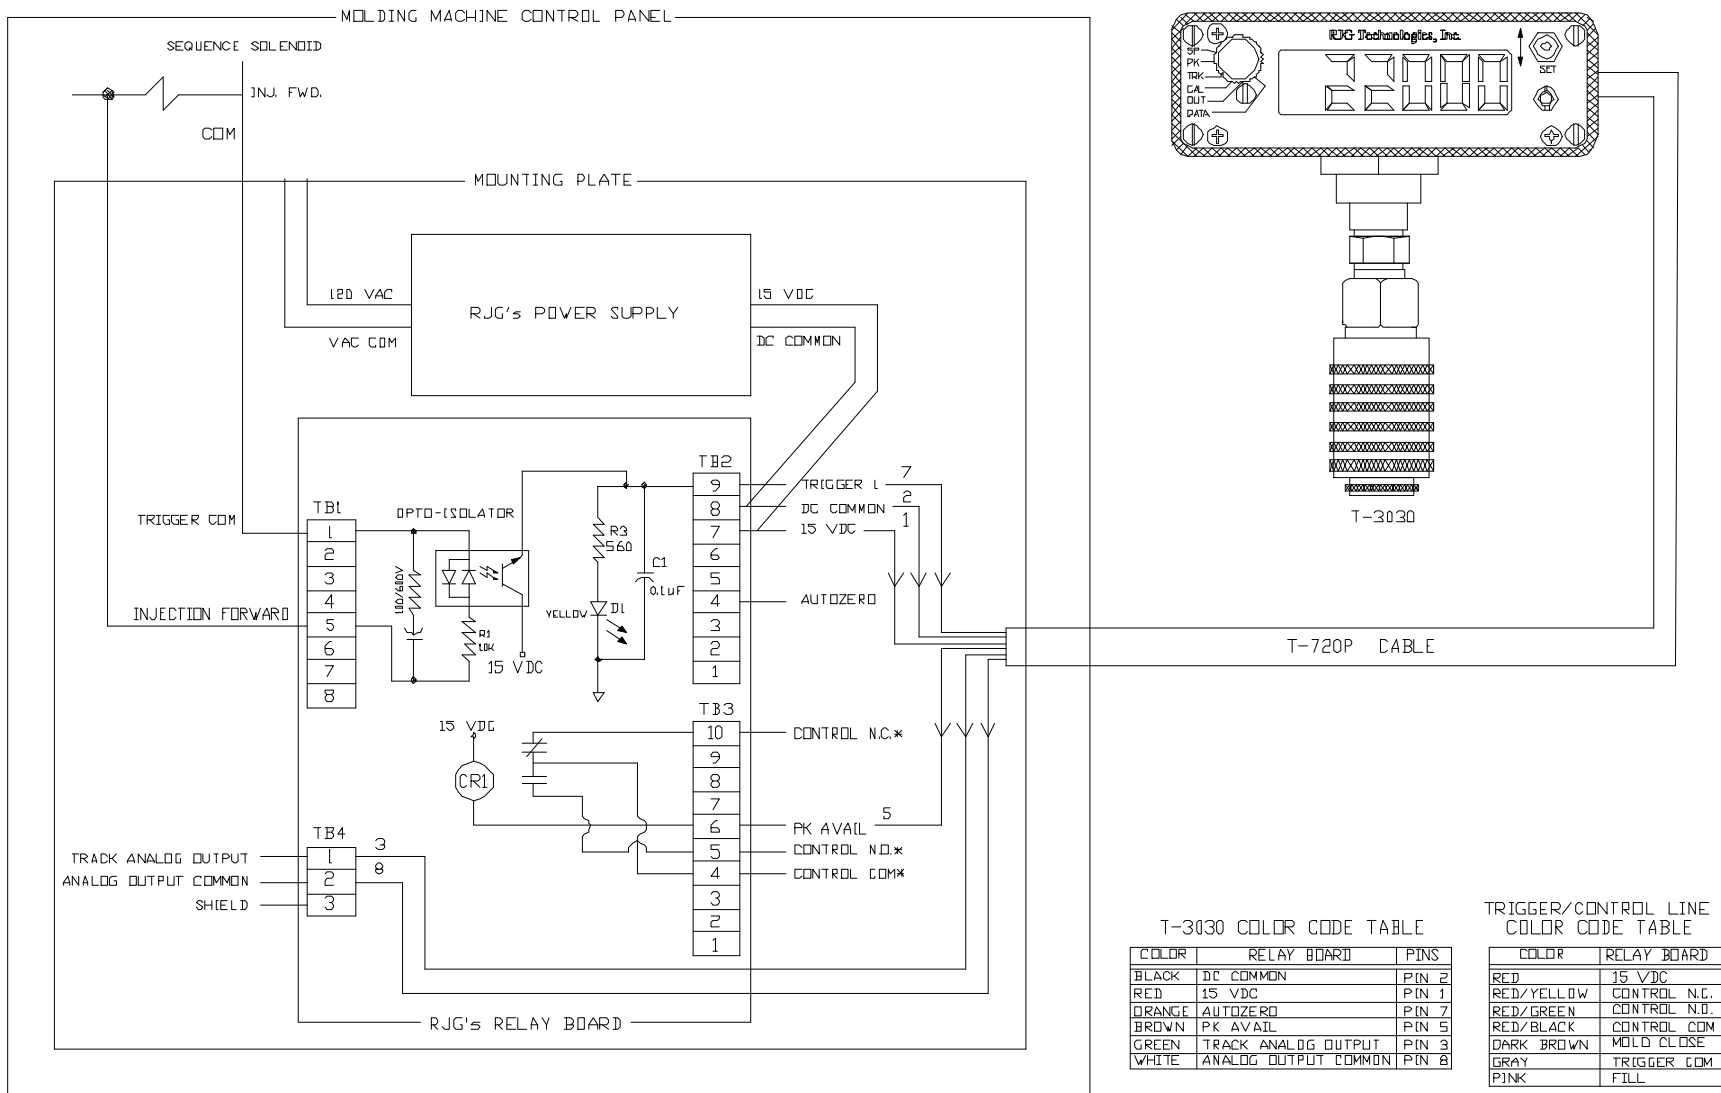 MOLDING MACHINE CONTROL PANEL
SEQUENCE SOLENOID
INJ. FWD.
COM
MOUNTING PLATE
120 VAC
VAC COM
RJG's POWER SUPPLY
15 VDC
DC COMMON
RJG Technologies, Inc.
SP
PK
TRK
CAL
OUT
DATA
SET
T-3030
TB1
TRIGGER COM
1
2
3
4
INJECTION FORWARD
5
6
7
8
OPTO-ISOLATOR
100/600V
R1
10K
15 VDC
R3
560
C1
0.1uF
YELLOW
D1
TB2
9 TRIGGER 1 7
8 DC COMMON 2
7 15 VDC 1
6
5
4 AUTOZERO
3
2
1
T-720P CABLE
15 VDC
CR1
TB3
10 CONTROL N.C.*
9
8
7
6 PK AVAIL 5
5 CONTROL N.O.*
4 CONTROL COM*
3
2
1
TB4
TRACK ANALOG OUTPUT 1 3
ANALOG OUTPUT COMMON 2 8
SHIELD 3
RJG's RELAY BOARD
T-3030 COLOR CODE TABLE
COLOR RELAY BOARD PINS
BLACK DC COMMON PIN 2
RED 15 VDC PIN 1
ORANGE AUTOZERO PIN 7
BROWN PK AVAIL PIN 5
GREEN TRACK ANALOG OUTPUT PIN 3
WHITE ANALOG OUTPUT COMMON PIN 8
TRIGGER/CONTROL LINE
COLOR CODE TABLE
COLOR RELAY BOARD
RED 15 VDC
RED/YELLOW CONTROL N.C.
RED/GREEN CONTROL N.O.
RED/BLACK CONTROL COM
DARK BROWN MOLD CLOSE
GRAY TRIGGER COM
PINK FILL